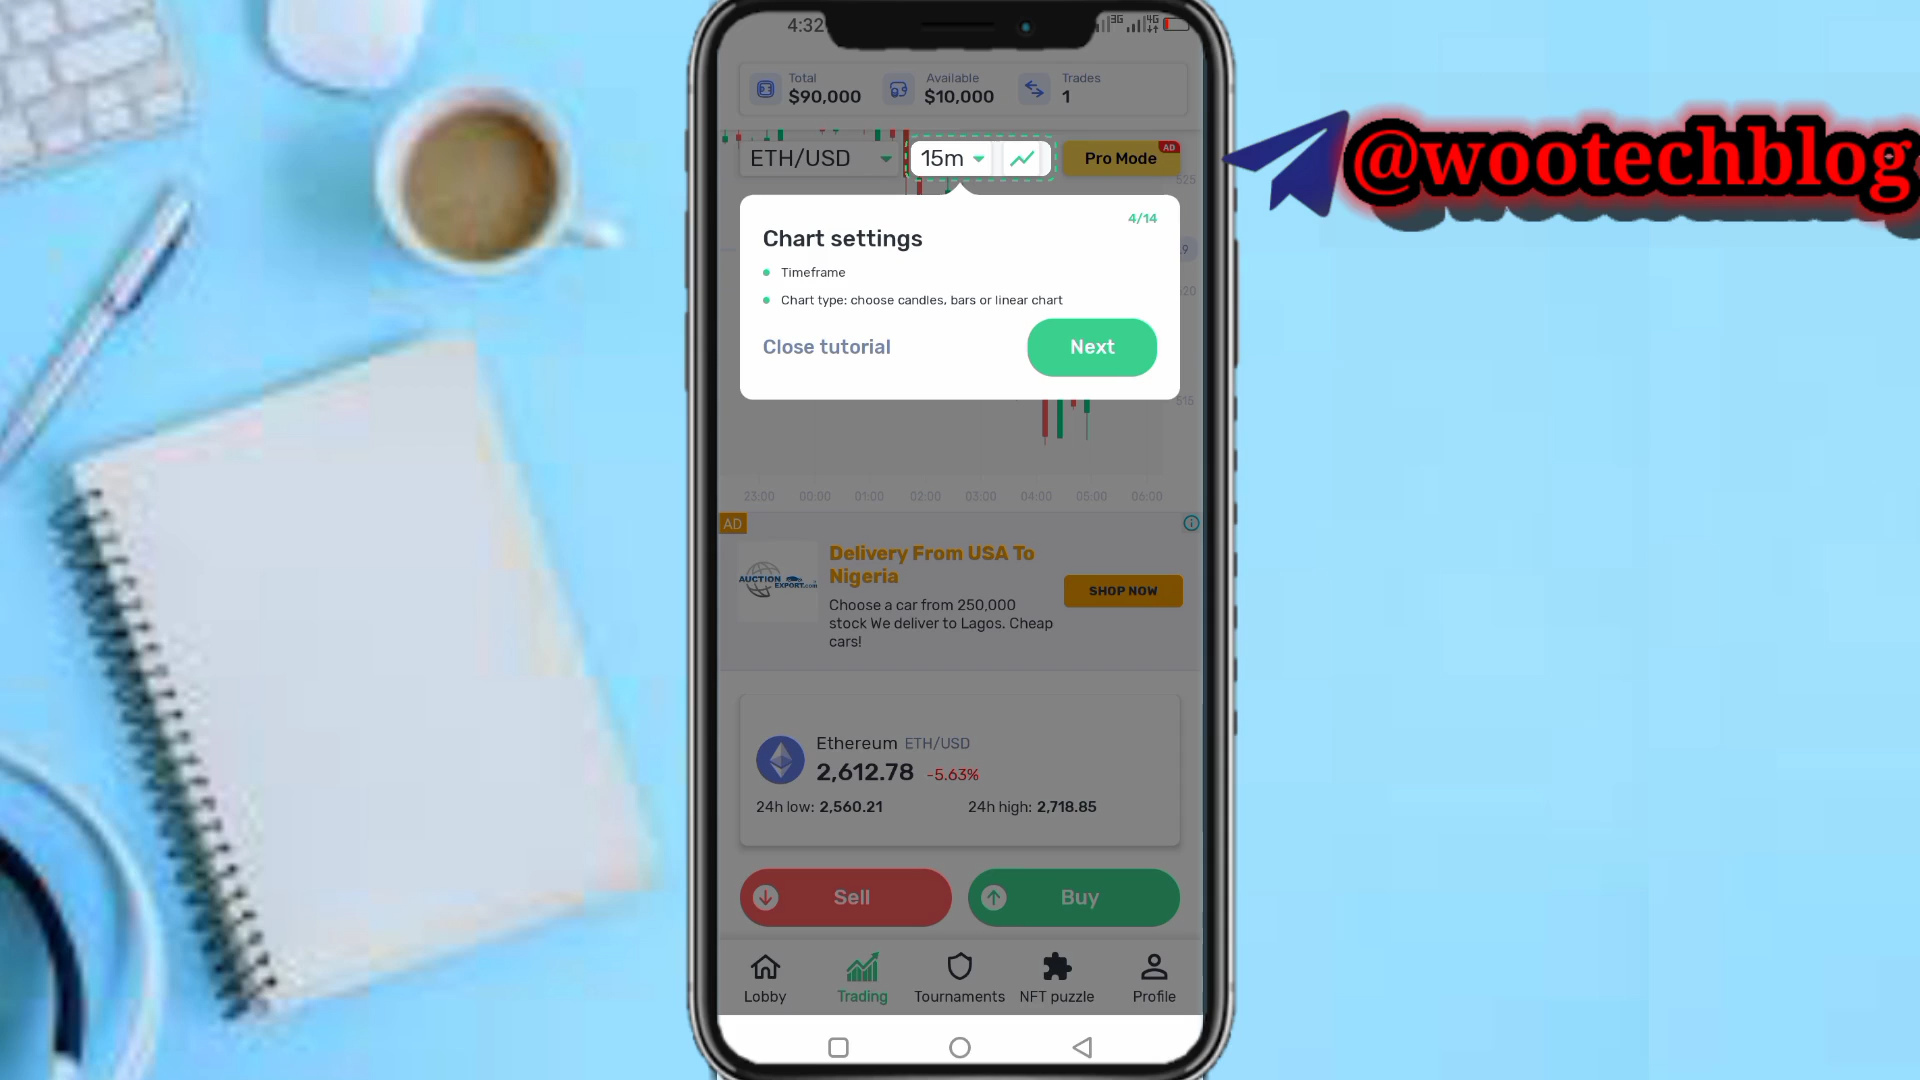 4:32
3G 4G
Total
$90,000
Available
$10,000
Trades
1
ETH/USD
15m
Pro Mode
AD
@wootechblog
525
4/14
Chart settings
Timeframe
Chart type: choose candles, bars or linear chart
Close tutorial
Next
515
23:00 00:00 01:00 02:00 03:00 04:00 05:00 06:00
AD
AUCTION
EXPORT.com
Delivery From USA To
Nigeria
Choose a car from 250,000
stock We deliver to Lagos. Cheap
cars!
SHOP NOW
Ethereum ETH/USD
2,612.78 -5.63%
24h low: 2,560.21
24h high: 2,718.85
Sell
Buy
Lobby
Trading
Tournaments
NFT puzzle
Profile